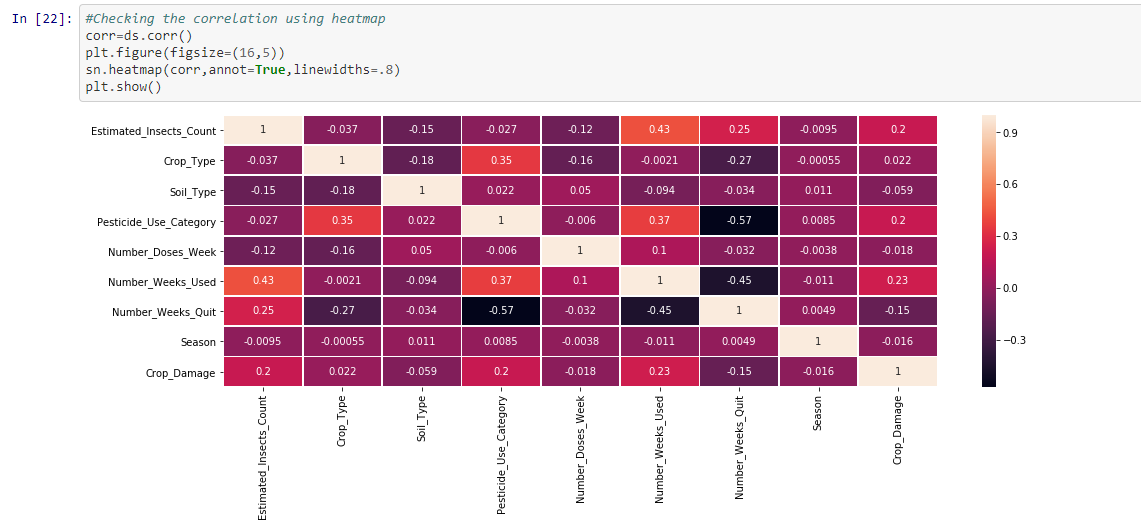 In [22]: #Checking the correlation using heatmap
corr=ds.corr()
plt.figure(figsize=(16,5))
sn.heatmap(corr,annot=True,linewidths=.8)
plt.show()
Estimated_Insects_Count 1 -0.037 -0.15 -0.027 -0.12 0.43 0.25 -0.0095 0.2
Crop_Type -0.037 1 -0.18 0.35 -0.16 -0.0021 -0.27 -0.00055 0.022
Soil_Type -0.15 -0.18 1 0.022 0.05 -0.094 -0.034 0.011 -0.059
Pesticide_Use_Category -0.027 0.35 0.022 1 -0.006 0.37 -0.57 0.0085 0.2
Number_Doses_Week -0.12 -0.16 0.05 -0.006 1 0.1 -0.032 -0.0038 -0.018
Number_Weeks_Used 0.43 -0.0021 -0.094 0.37 0.1 1 -0.45 -0.011 0.23
Number_Weeks_Quit 0.25 -0.27 -0.034 -0.57 -0.032 -0.45 1 0.0049 -0.15
Season -0.0095 -0.00055 0.011 0.0085 -0.0038 -0.011 0.0049 1 -0.016
Crop_Damage 0.2 0.022 -0.059 0.2 -0.018 0.23 -0.15 -0.016 1
Estimated_Insects_Count
Crop_Type
Soil_Type
Pesticide_Use_Category
Number_Doses_Week
Number_Weeks_Used
Number_Weeks_Quit
Season
Crop_Damage
0.9
0.6
0.3
0.0
−0.3